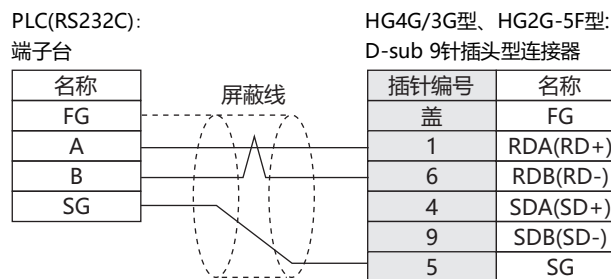 PLC(RS232C):
端子台
名称
FG
A
B
SG
屏蔽线
HG4G/3G型、HG2G-5F型:
D-sub 9针插头型连接器
插针编号 名称
盖 FG
1 RDA(RD+)
6 RDB(RD-)
4 SDA(SD+)
9 SDB(SD-)
5 SG